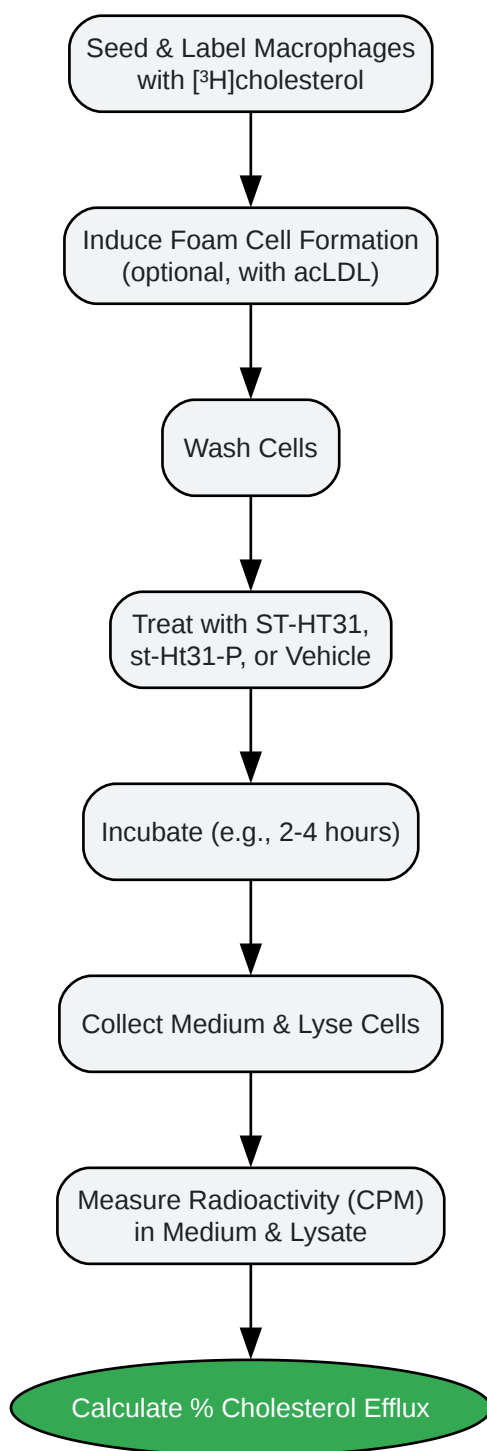 Seed & Label Macrophages
with [³H]cholesterol
Induce Foam Cell Formation
(optional, with acLDL)
Wash Cells
Treat with ST-HT31,
st-Ht31-P, or Vehicle
Incubate (e.g., 2-4 hours)
Collect Medium & Lyse Cells
Measure Radioactivity (CPM)
in Medium & Lysate
Calculate % Cholesterol Efflux